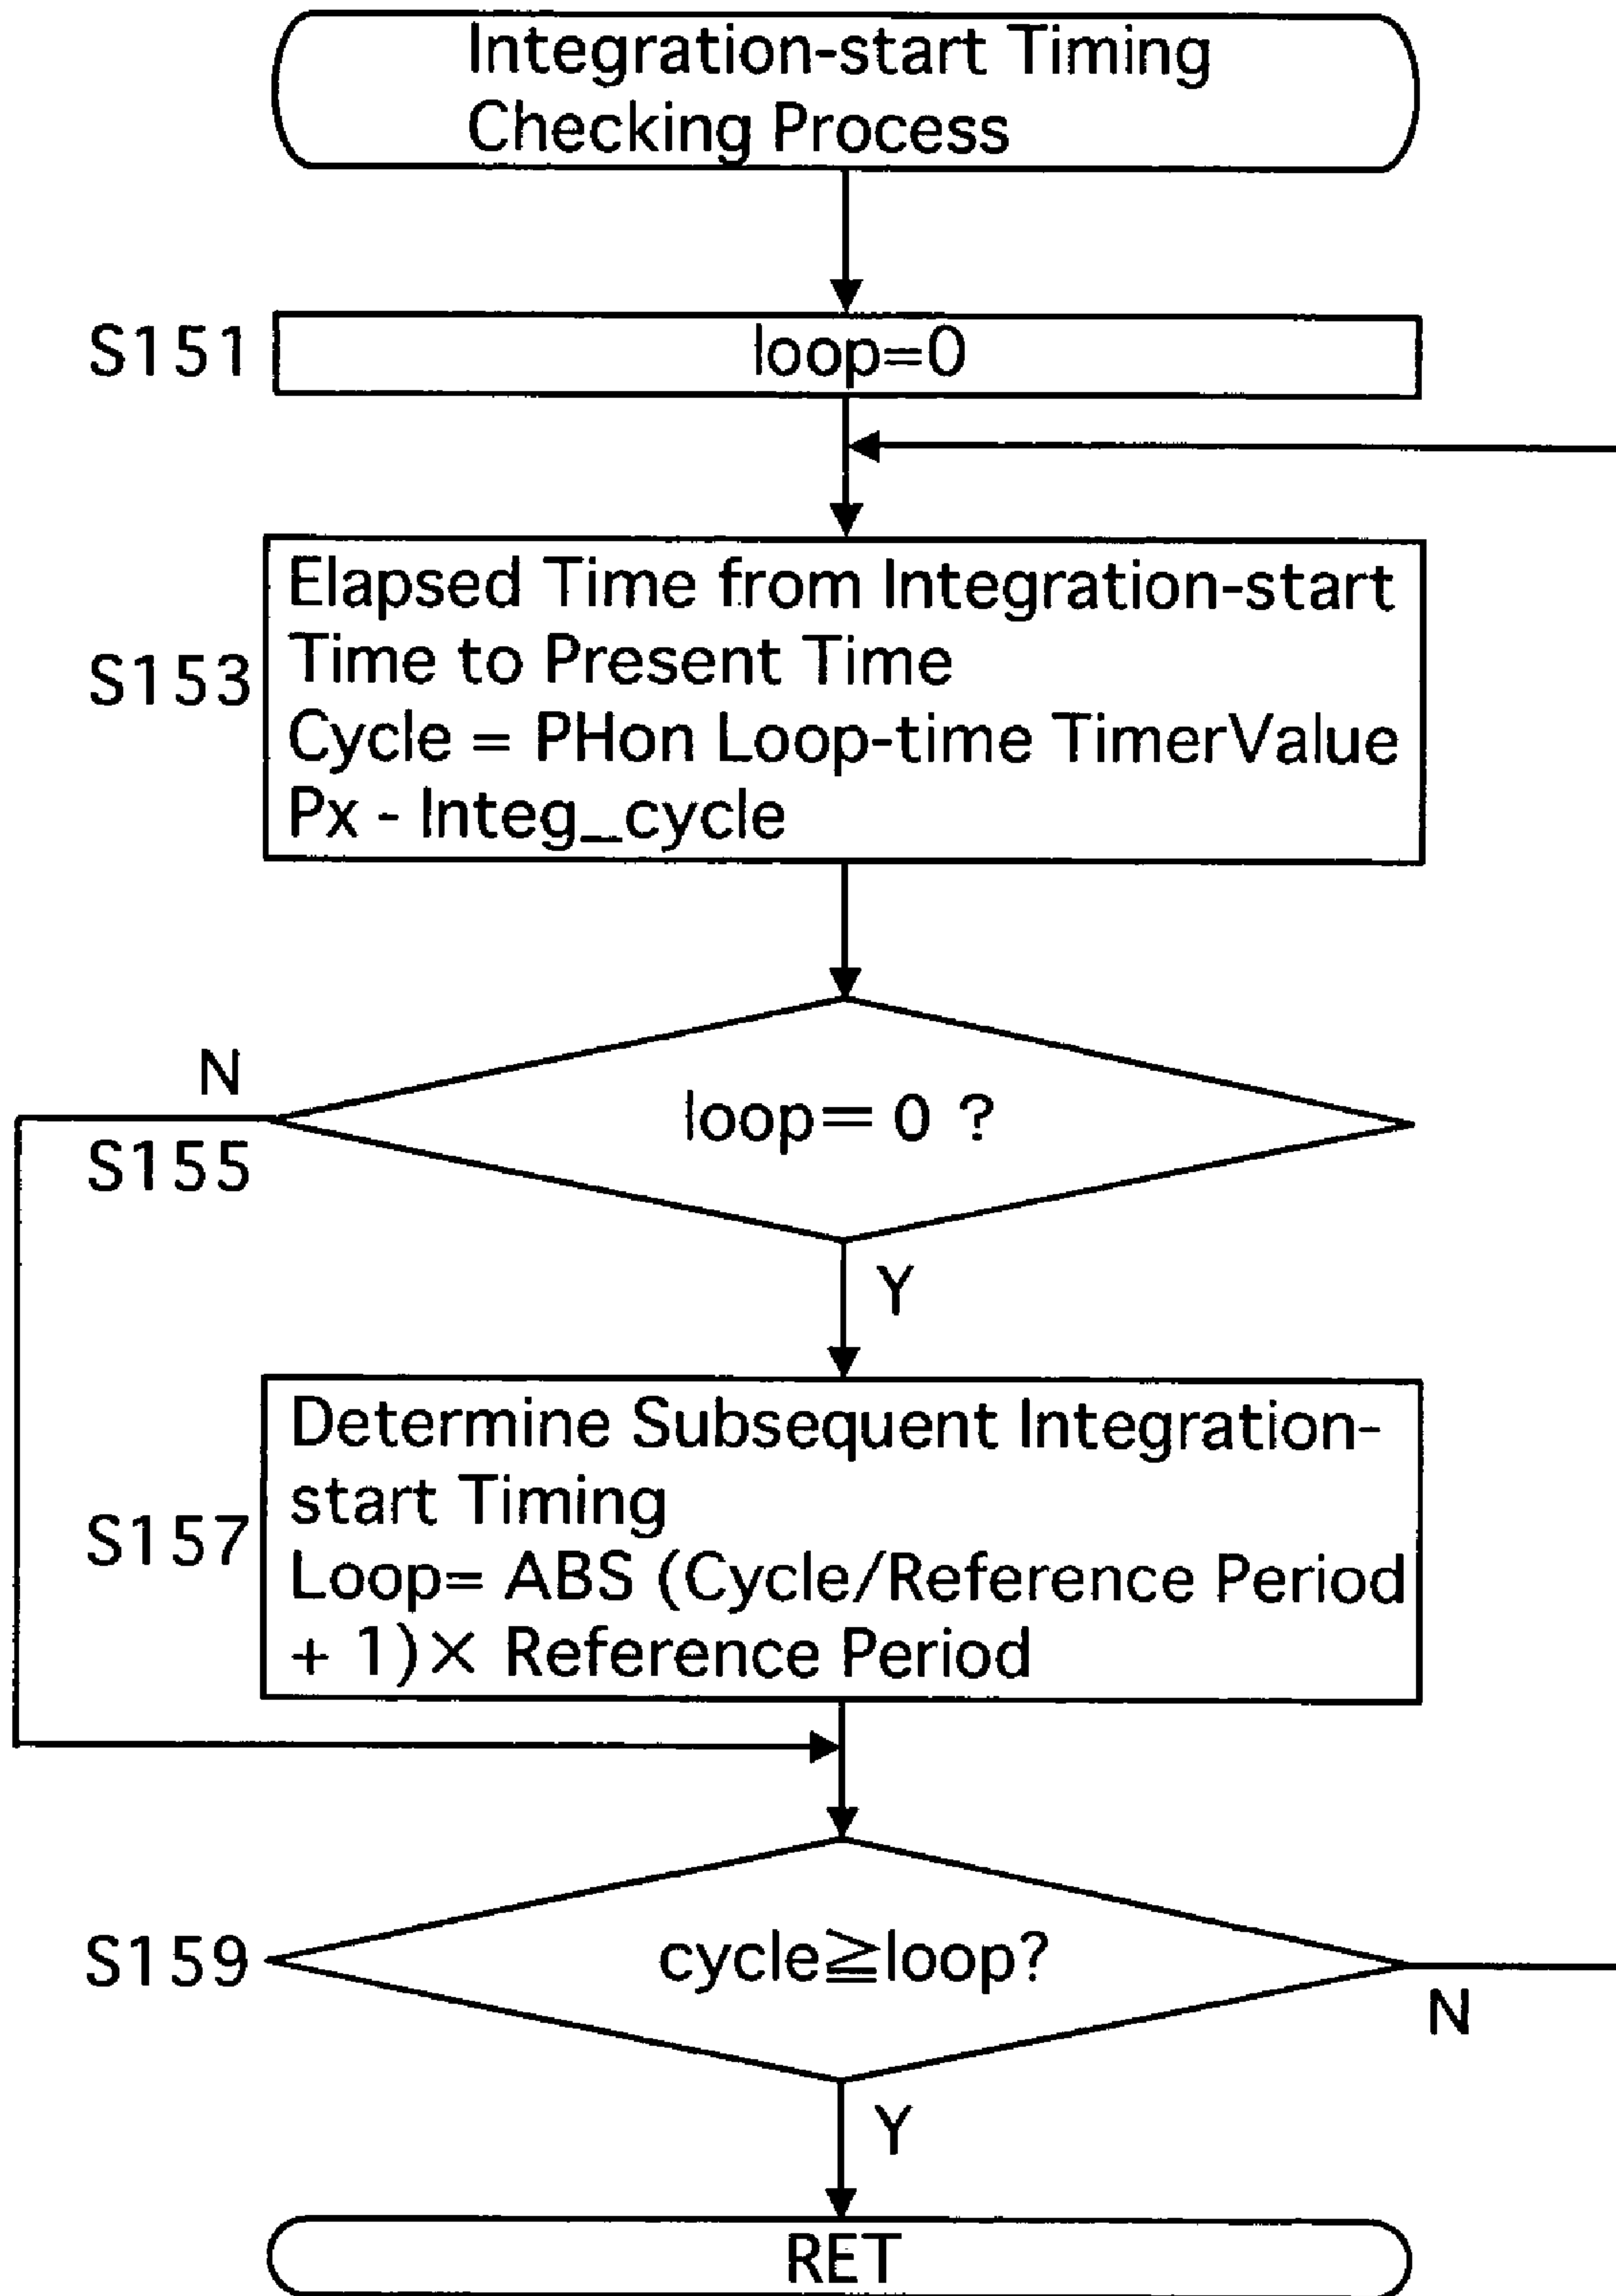 Integration-start Timing
Checking Process
S151
loop=0
Elapsed Time from Integration-start
Time to Present Time
S153
Cycle = PHon Loop-time TimerValue
Px - Integ_cycle
N
loop= 0 ?
S155
Y
Determine Subsequent Integration-
start Timing
S157
Loop= ABS (Cycle/Reference Period
+ 1)× Reference Period
S159
cycle≧loop?
N
Y
RET